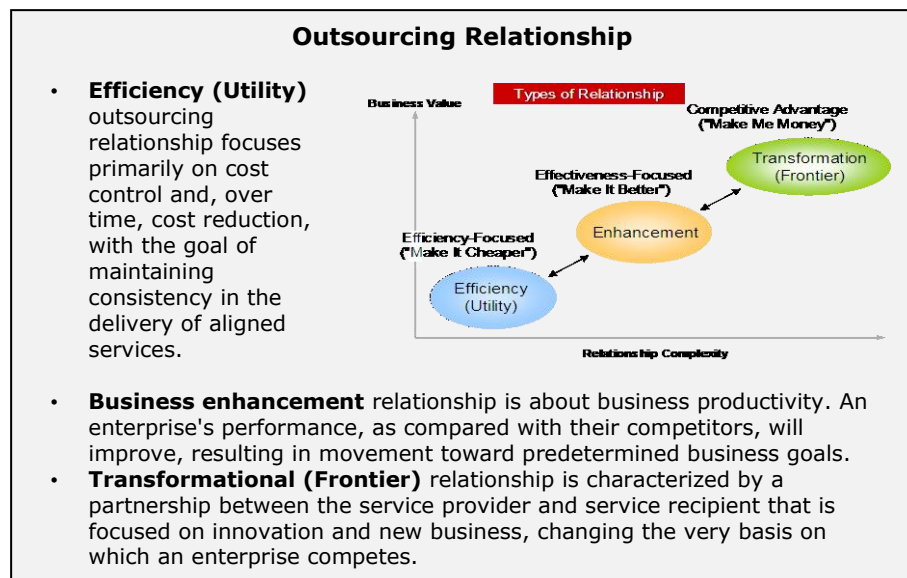 Outsourcing Relationship
• Efficiency (Utility)
outsourcing
relationship focuses
primarily on cost
control and, over
time, cost reduction,
with the goal of
maintaining
consistency in the
delivery of aligned
services.
Types of Relationship
Business Value
Competitive Advantage
("Make Me Money")
Transformation
(Frontier)
Effectiveness-Focused
("Make It Better")
Enhancement
Efficiency-Focused
("Make It Cheaper")
Efficiency
(Utility)
Relationship Complexity
• Business enhancement relationship is about business productivity. An
enterprise's performance, as compared with their competitors, will
improve, resulting in movement toward predetermined business goals.
• Transformational (Frontier) relationship is characterized by a
partnership between the service provider and service recipient that is
focused on innovation and new business, changing the very basis on
which an enterprise competes.